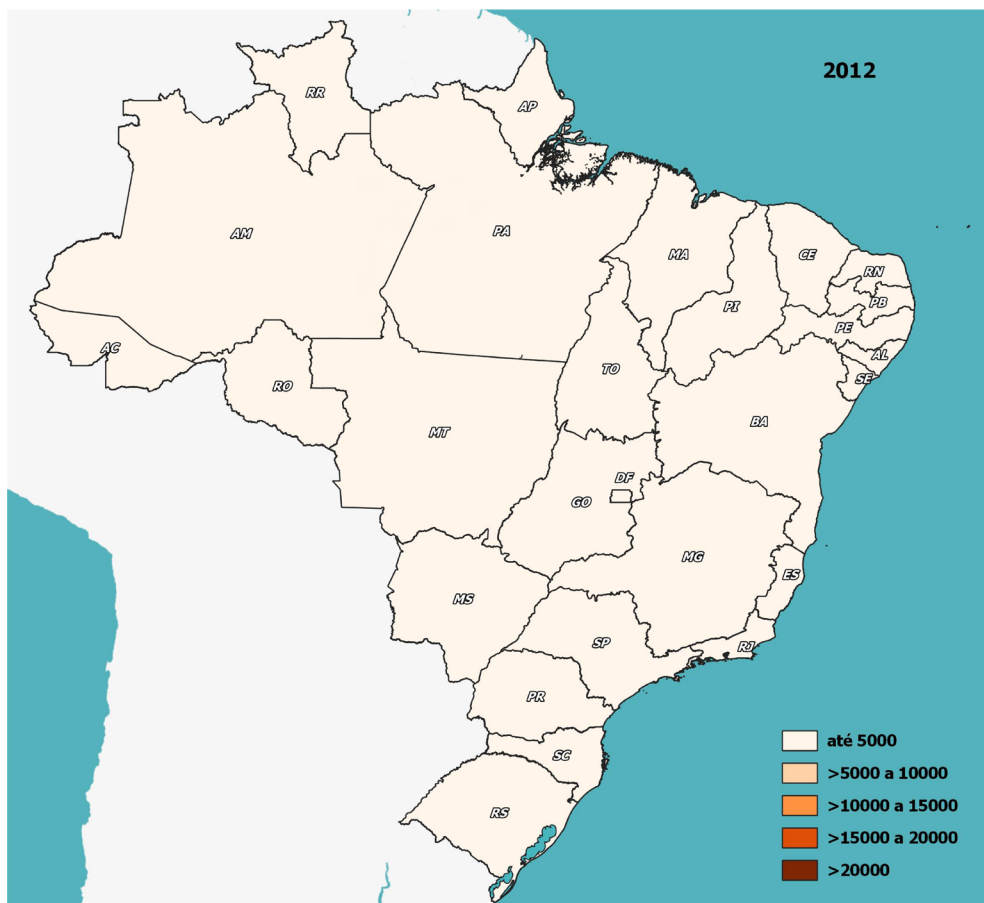 2012
RR
AP
AM
PA
MA
CE
RN
PB
PI
PE
AL
SE
AC
RO
TO
BA
MT
DF
GO
MG
ES
MS
SP
RJ
PR
SC
RS
até 5000
>5000 a 10000
>10000 a 15000
>15000 a 20000
>20000